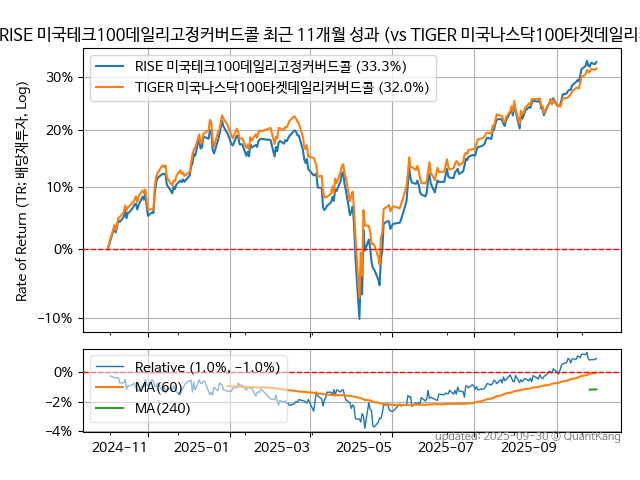 RISE 미국테크100데일리고정커버드콜 최근 11개월 성과 (vs TIGER 미국나스닥100타겟데일리
RISE 미국테크100데일리고정커버드콜 (33.3%)
TIGER 미국나스닥100타겟데일리커버드콜 (32.0%)
Rate of Return (TR: 배당재투자, Log)
30%
20%
10%
0%
−10%
Relative (1.0%, −1.0%)
MA(60)
MA(240)
0%
−2%
−4%
updated: 2025-09-30 © QuantKang
2024−11
2025−01
2025−03
2025−05
2025−07
2025−09